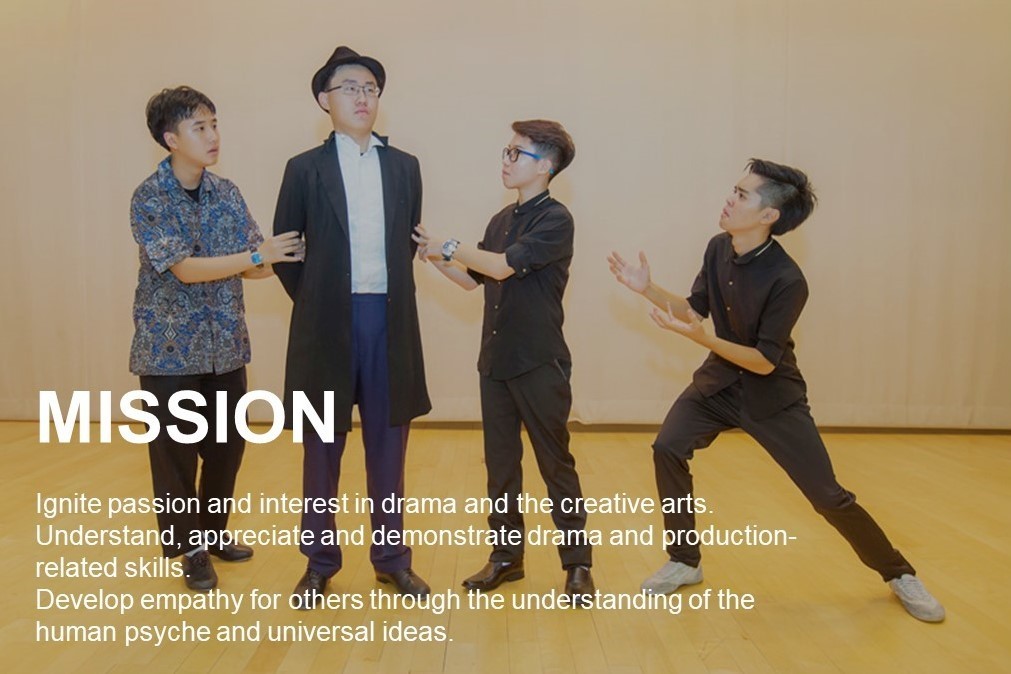 MISSION
Ignite passion and interest in drama and the creative arts.
Understand, appreciate and demonstrate drama and production-
related skills.
Develop empathy for others through the understanding of the
human psyche and universal ideas.